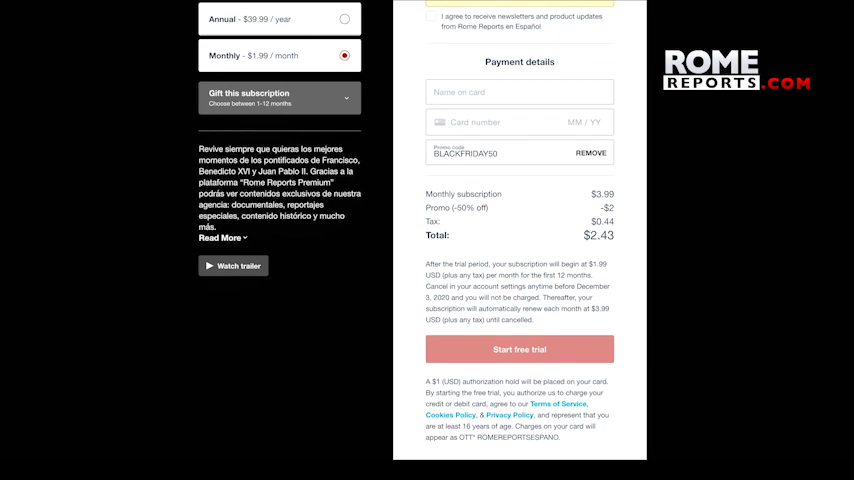 Annual - $39.99 / year
Monthly - $1.99 / month
Gift this subscription
Choose between 1-12 months
Revive siempre que quieras los mejores
momentos de los pontificados de Francisco,
Benedicto XVI y Juan Pablo II. Gracias a la
plataforma "Rome Reports Premium"
podrás ver contenidos exclusivos de nuestra
agencia: documentales, reportajes
especiales, contenido histórico y mucho
más.
Read More
Watch trailer
I agree to receive newsletters and product updates
from Rome Reports en Español
Payment details
Name on card
Card number MM / YY
Promo code
BLACKFRIDAY50 REMOVE
Monthly subscription $3.99
Promo (-50% off) -$2
Tax: $0.44
Total: $2.43
After the trial period, your subscription will begin at $1.99
USD (plus any tax) per month for the first 12 months.
Cancel in your account settings anytime before December
3, 2020 and you will not be charged. Thereafter, your
subscription will automatically renew each month at $3.99
USD (plus any tax) until cancelled.
Start free trial
A $1 (USD) authorization hold will be placed on your card.
By starting the free trial, you authorize us to charge your
credit or debit card, agree to our Terms of Service,
Cookies Policy, & Privacy Policy, and represent that you
are at least 16 years of age. Charges on your card will
appear as OTT* ROMEREPORTSESPANO.
ROME
REPORTS.COM